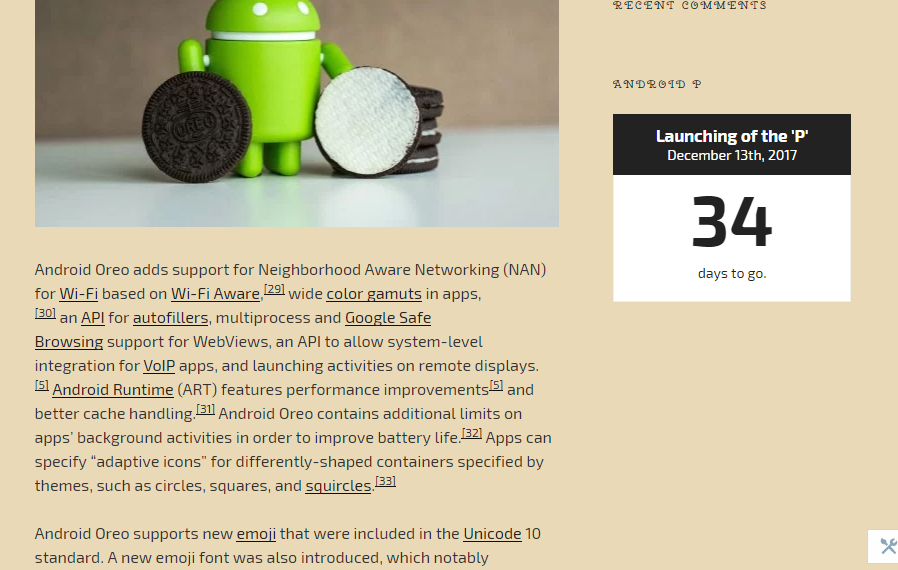 OREO
Android Oreo adds support for Neighborhood Aware Networking (NAN)
for Wi-Fi based on Wi-Fi Aware,[29] wide color gamuts in apps,
[30] an API for autofillers, multiprocess and Google Safe
Browsing support for WebViews, an API to allow system-level
integration for VoIP apps, and launching activities on remote displays.
[5] Android Runtime (ART) features performance improvements[5] and
better cache handling.[31] Android Oreo contains additional limits on
apps’ background activities in order to improve battery life.[32] Apps can
specify “adaptive icons” for differently-shaped containers specified by
themes, such as circles, squares, and squircles.[33]
Android Oreo supports new emoji that were included in the Unicode 10
standard. A new emoji font was also introduced, which notably
RECENT COMMENTS
ANDROID P
Launching of the 'P'
December 13th, 2017
34
days to go.